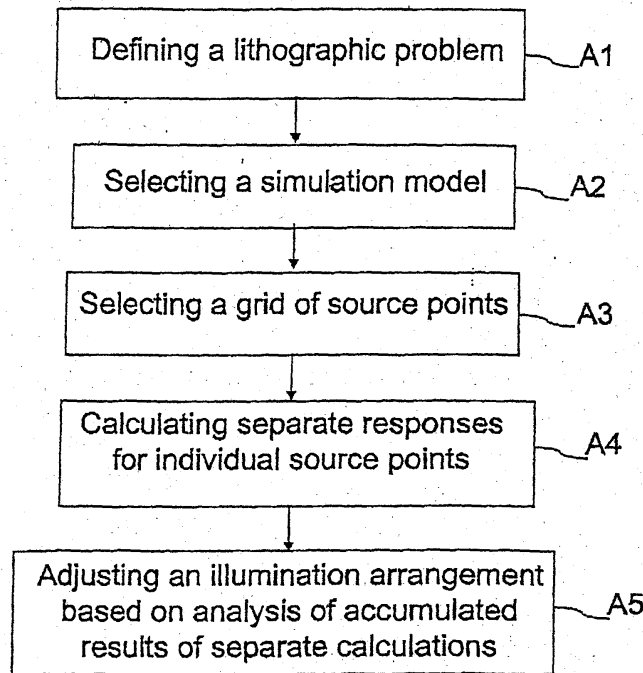 Defining a lithographic problem
A1
Selecting a simulation model
A2
Selecting a grid of source points
A3
Calculating separate responses
for individual source points
A4
Adjusting an illumination arrangement
based on analysis of accumulated
results of separate calculations
A5